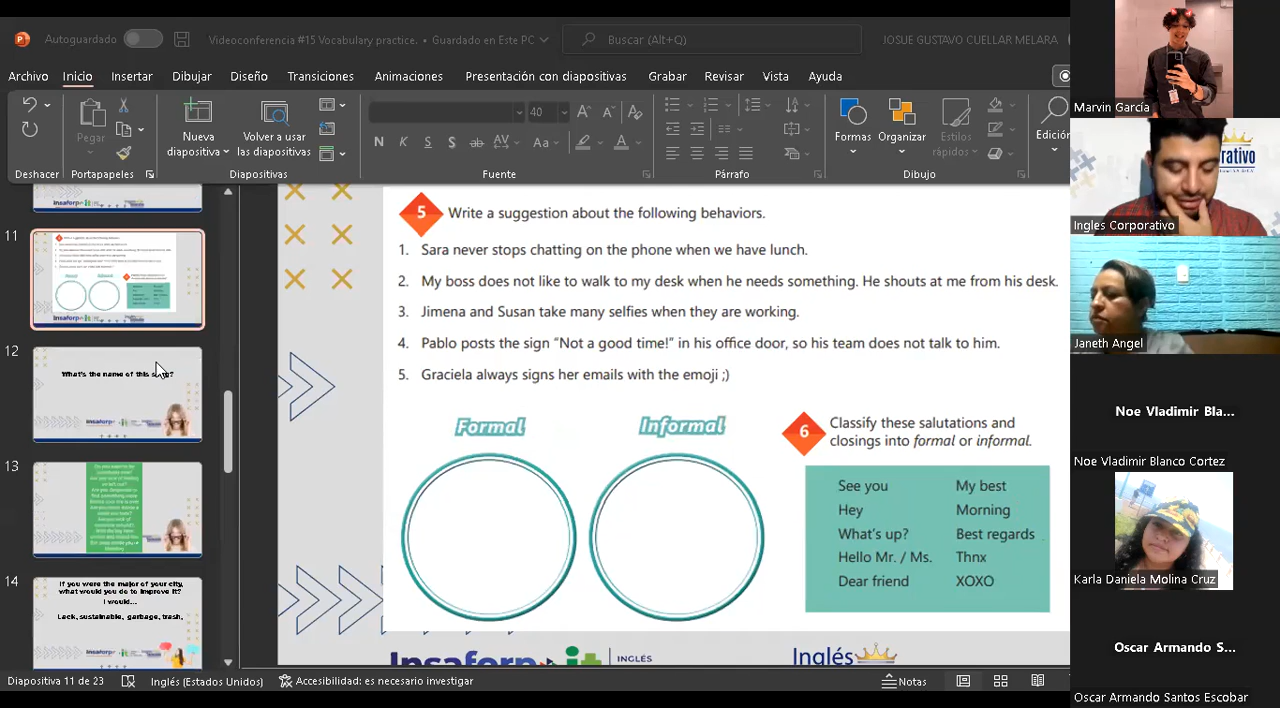 Autoguardado
Videoconferencia #15 Vocabulary practice. • Guardado en Este PC
Buscar (Alt+Q)
JOSUE GUSTAVO CUELLAR MELARA
Archivo Inicio Insertar Dibujar Diseño Transiciones Animaciones Presentación con diapositivas Grabar Revisar Vista Ayuda
Pegar
Nueva diapositiva
Volver a usar las diapositivas
40
N K S S ab AV Aa A
Formas Organizar Estilos rápidos Edición
Deshacer Portapapeles Diapositivas Fuente Párrafo Dibujo
11
12
What's the name of this song?
13
14
If you were the major of your city,
what would you do to improve it?
I would...
Lack, sustainable, garbage, trash,
5 Write a suggestion about the following behaviors.
1. Sara never stops chatting on the phone when we have lunch.
2. My boss does not like to walk to my desk when he needs something. He shouts at me from his desk.
3. Jimena and Susan take many selfies when they are working.
4. Pablo posts the sign “Not a good time!” in his office door, so his team does not talk to him.
5. Graciela always signs her emails with the emoji ;)
Formal
Informal
6 Classify these salutations and
closings into formal or informal.
See you My best
Hey Morning
What's up? Best regards
Hello Mr. / Ms. Thnx
Dear friend XOXO
Insaforp
INGLÉS
Inglés
Diapositiva 11 de 23
Inglés (Estados Unidos)
Accesibilidad: es necesario investigar
Notas
Marvin García
Ingles Corporativo
Janeth Angel
Noe Vladimir Bla...
Noe Vladimir Blanco Cortez
Karla Daniela Molina Cruz
Oscar Armando S...
Oscar Armando Santos Escobar